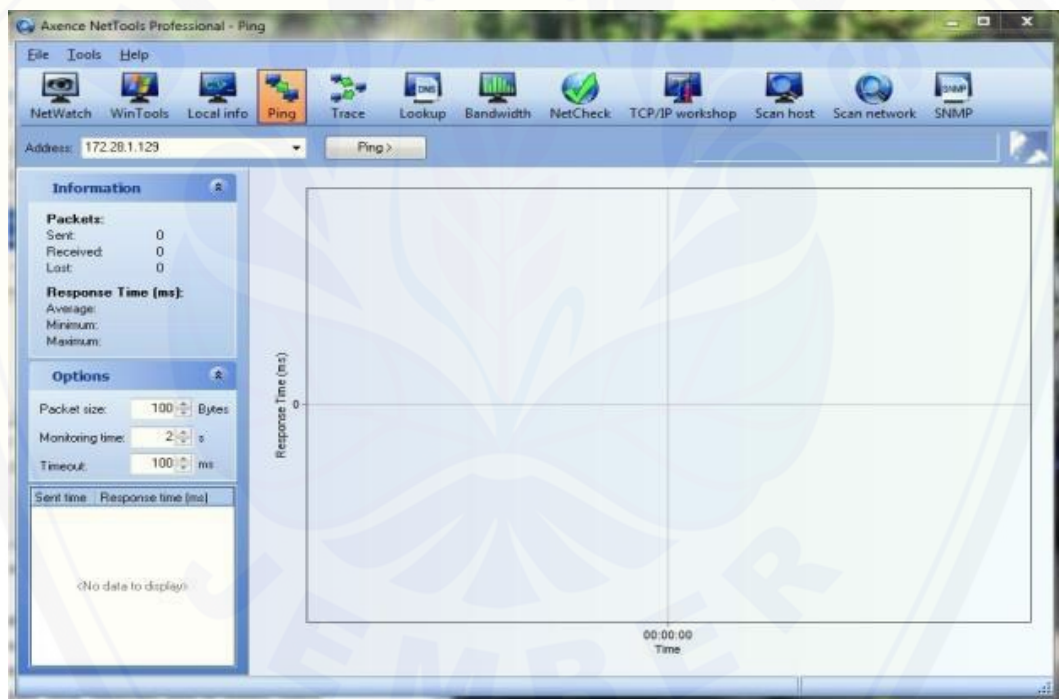 Axence NetTools Professional - Ping
File Tools Help
NetWatch WinTools Local info Ping Trace Lookup Bandwidth NetCheck TCP/IP workshop Scan host Scan network SNMP
DNS
SNMP
Address: 172.28.1.129 Ping >
Information
Packets:
Sent: 0
Received: 0
Lost: 0
Response Time (ms):
Average:
Minimum:
Maximum:
Options
Packet size: 100 Bytes
Monitoring time: 2 s
Timeout: 100 ms
Sent time Response time (ms)
<No data to display>
Response Time (ms)
0
00:00:00
Time
JEMBER